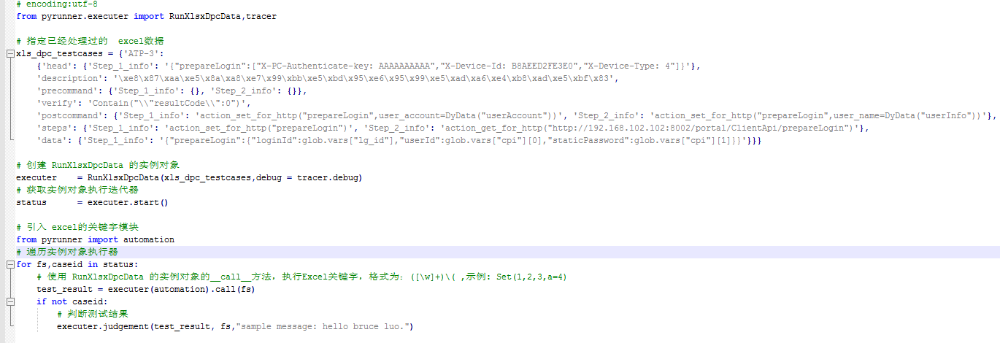 # encoding:utf-8
from pyrunner.executer import RunXlsxDpcData,tracer
# 指定已经处理过的  excel数据
xls_dpc_testcases = {'ATP-3':
{'head': {'Step_1_info': '{"prepareLogin":["X-PC-Authenticate-key: AAAAAAAAAA","X-Device-Id: B8AEED2FE3E0","X-Device-Type: 4"]}'},
'description': '\xe8\x87\xaa\xe5\x8a\xa8\xe7\x99\xbb\xe5\xbd\x95\xe6\x95\x99\xe5\xad\xa6\xe4\xb8\xad\xe5\xbf\x83',
'precommand': {'Step_1_info': {}, 'Step_2_info': {}},
'verify': 'Contain("\\"resultCode\\":0")',
'postcommand': {'Step_1_info': 'action_set_for_http("prepareLogin",user_account=DyData("userAccount"))', 'Step_2_info': 'action_set_for_http("prepareLogin",user_name=DyData("userInfo"))'},
'steps': {'Step_1_info': 'action_set_for_http("prepareLogin")', 'Step_2_info': 'action_get_for_http("http://192.168.102.102:8002/portal/ClientApi/prepareLogin")'},
'data': {'Step_1_info': '{"prepareLogin":{"loginId":glob.vars["lg_id"],"userId":glob.vars["cpi"][0],"staticPassword":glob.vars["cpi"][1]}}'}}}
# 创建 RunXlsxDpcData 的实例对象
executer    = RunXlsxDpcData(xls_dpc_testcases,debug = tracer.debug)
# 获取实例对象执行迭代器
status      = executer.start()
# 引入 excel的关键字模块
from pyrunner import automation
# 遍历实例对象执行器
for fs,caseid in status:
# 使用 RunXlsxDpcData 的实例对象的__call__方法，执行Excel关键字，格式为：([\w]+)\( ,示例: Set(1,2,3,a=4)
test_result = executer(automation).call(fs)
if not caseid:
# 判断测试结果
executer.judgement(test_result, fs,"sample message: hello bruce luo.")